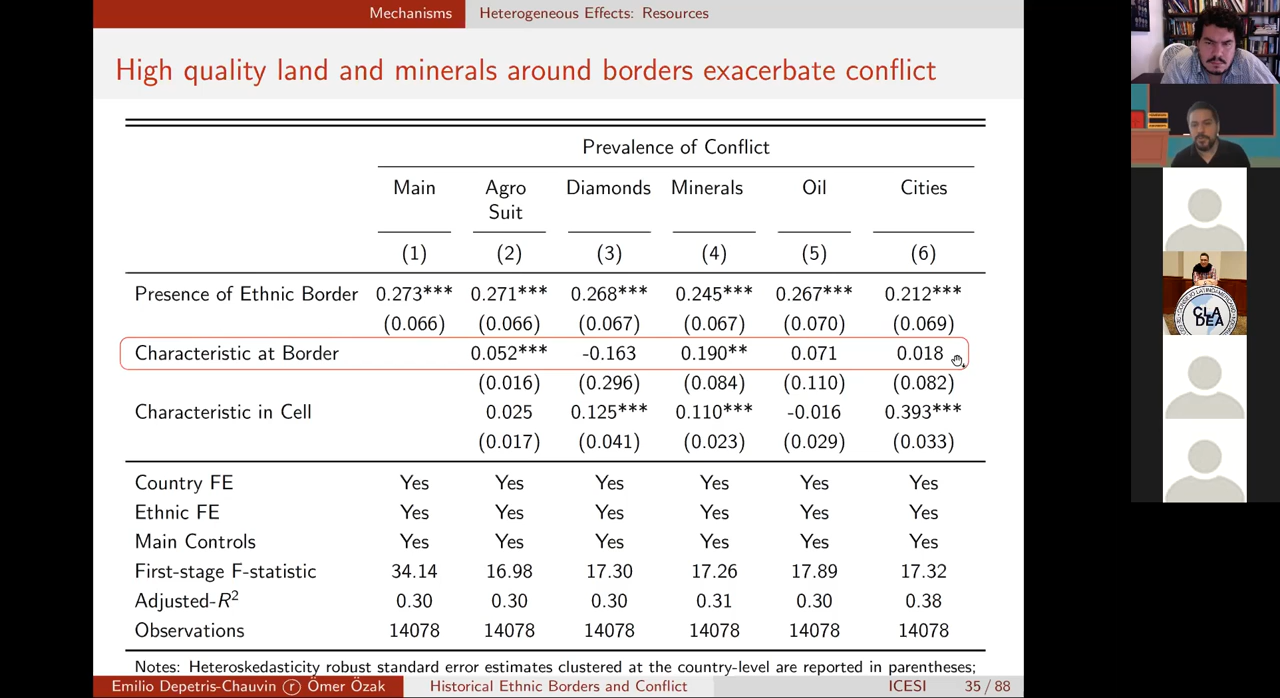 Mechanisms Heterogeneous Effects: Resources
High quality land and minerals around borders exacerbate conflict
Prevalence of Conflict
Main Agro Suit Diamonds Minerals Oil Cities
(1) (2) (3) (4) (5) (6)
Presence of Ethnic Border 0.273*** 0.271*** 0.268*** 0.245*** 0.267*** 0.212***
(0.066) (0.066) (0.067) (0.067) (0.070) (0.069)
Characteristic at Border 0.052*** -0.163 0.190** 0.071 0.018
(0.016) (0.296) (0.084) (0.110) (0.082)
Characteristic in Cell 0.025 0.125*** 0.110*** -0.016 0.393***
(0.017) (0.041) (0.023) (0.029) (0.033)
Country FE Yes Yes Yes Yes Yes Yes
Ethnic FE Yes Yes Yes Yes Yes Yes
Main Controls Yes Yes Yes Yes Yes Yes
First-stage F-statistic 34.14 16.98 17.30 17.26 17.89 17.32
Adjusted-R² 0.30 0.30 0.30 0.31 0.30 0.38
Observations 14078 14078 14078 14078 14078 14078
Notes: Heteroskedasticity robust standard error estimates clustered at the country-level are reported in parentheses;
Emilio Depetris-Chauvin ⓡ Ömer Özak Historical Ethnic Borders and Conflict ICESI 35 / 88
CLA
DEA